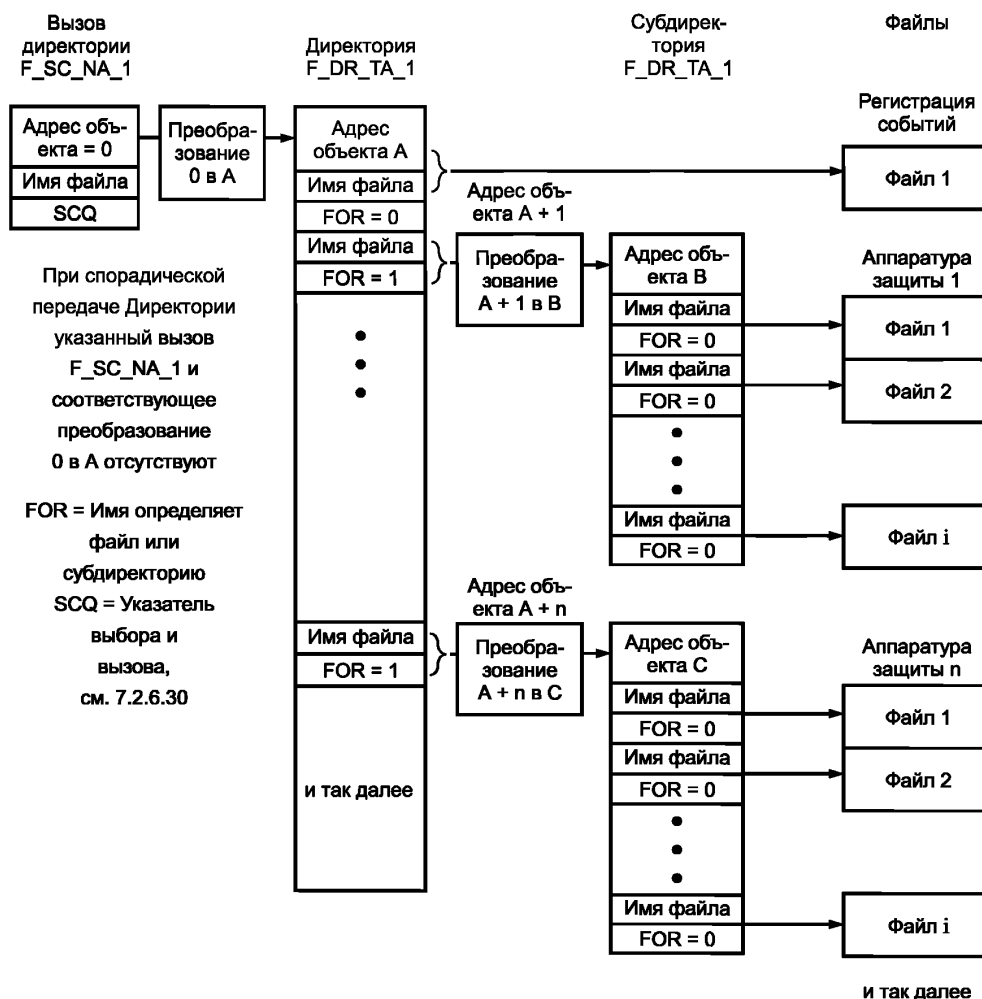 Вызов
директории
F_SC_NA_1
Директория
F_DR_TA_1
Субдирек-
тория
F_DR_TA_1
Файлы
Адрес объ-
екта = 0
Имя файла
SCQ
Преобра-
зование
0 в А
Адрес
объекта А
Имя файла
FOR = 0
Имя файла
FOR = 1
Регистрация
событий
Файл 1
Адрес объ-
екта А + 1
Преобра-
зование
А + 1 в В
Адрес объ-
екта В
Имя файла
FOR = 0
Имя файла
FOR = 0
Имя файла
FOR = 0
Аппаратура
защиты 1
Файл 1
Файл 2
Файл i
При спорадической
передаче Директории
указанный вызов
F_SC_NA_1 и
соответствующее
преобразование
0 в А отсутствуют
FOR = Имя определяет
файл или
субдиректорию
SCQ = Указатель
выбора и
вызова,
см. 7.2.6.30
Имя файла
FOR = 1
и так далее
Адрес объ-
екта А + n
Преобра-
зование
А + n в С
Адрес объ-
екта С
Имя файла
FOR = 0
Имя файла
FOR = 0
Имя файла
FOR = 0
Аппаратура
защиты n
Файл 1
Файл 2
Файл i
и так далее